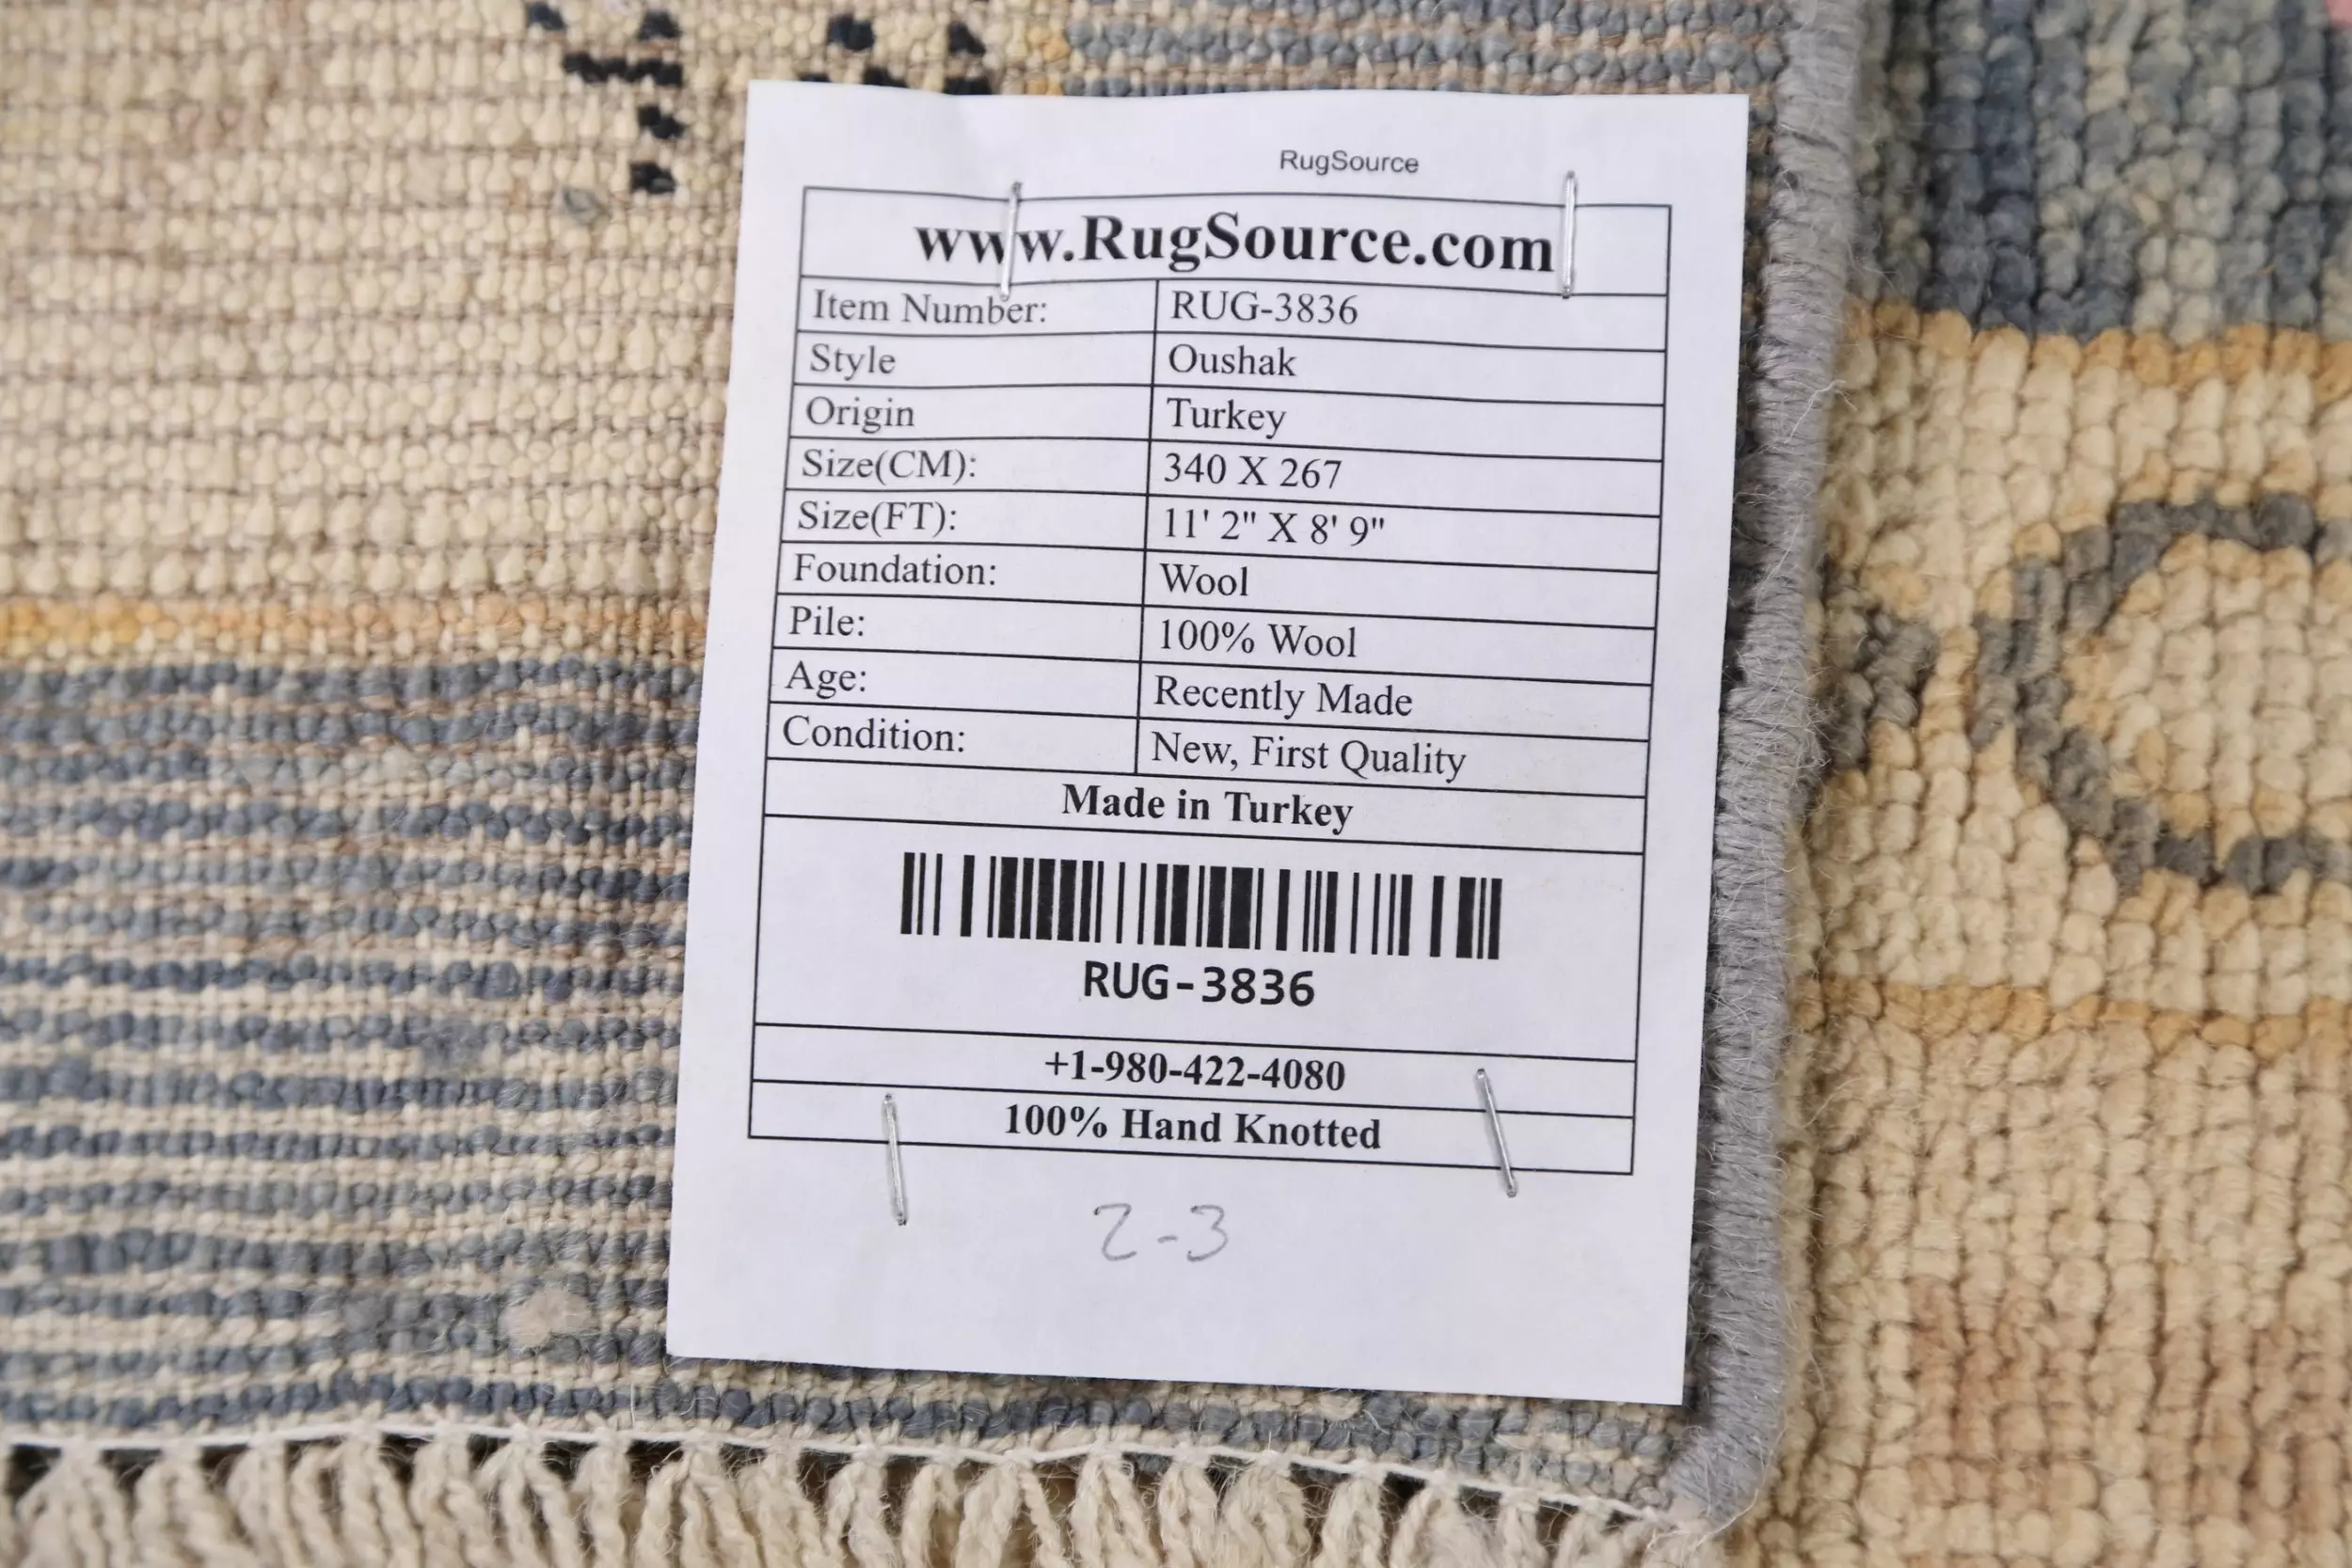 RugSource
www.RugSource.com
Item Number: RUG-3836
Style Oushak
Origin Turkey
Size(CM): 340 X 267
Size(FT): 11' 2" X 8' 9"
Foundation: Wool
Pile: 100% Wool
Age: Recently Made
Condition: New, First Quality
Made in Turkey
RUG-3836
+1-980-422-4080
100% Hand Knotted
2-3